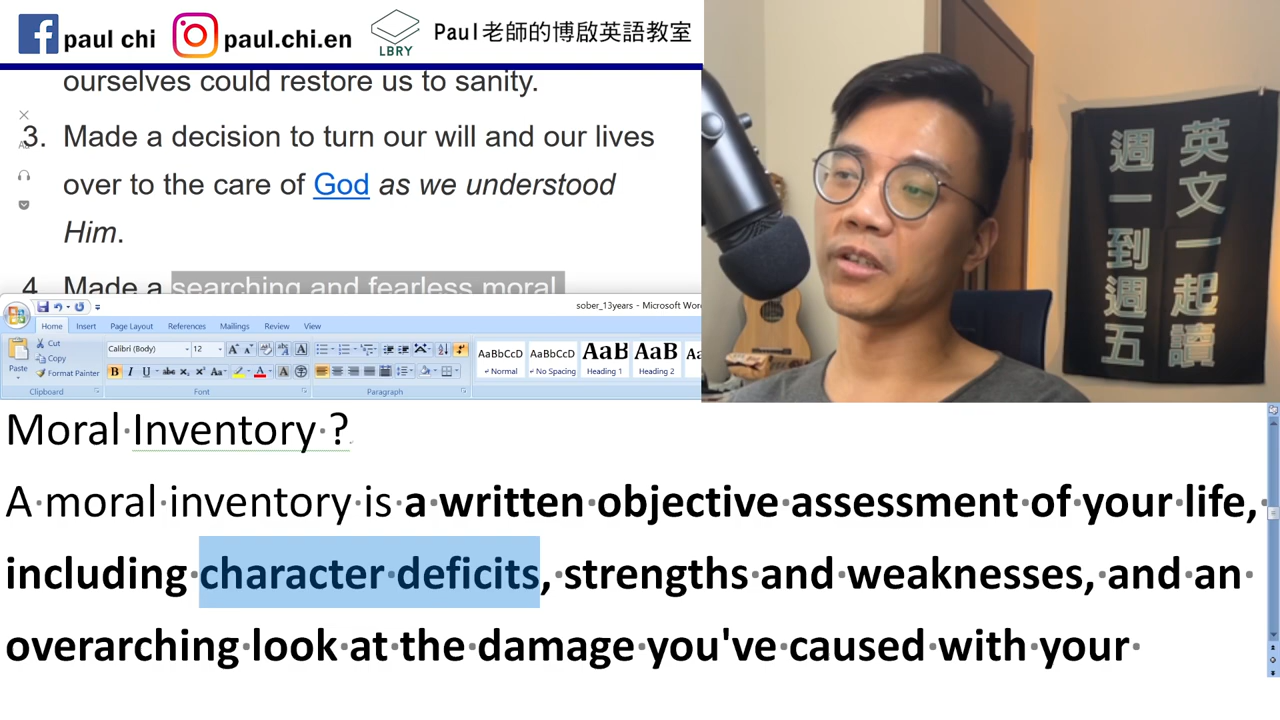 paul chi
paul.chi.en
LBRY
Paul老師的博啟英語教室
ourselves could restore us to sanity.
3. Made a decision to turn our will and our lives
over to the care of God as we understood
Him.
4. Made a searching and fearless moral
sober_13years - Microsoft Wor
Home Insert Page Layout References Mailings Review View
Paste
Cut
Copy
Format Painter
Calibri (Body) 12
AaBbCcD AaBbCcD AaB AaB Aa
Normal No Spacing Heading 1 Heading 2
Clipboard Font Paragraph
英文一起讀
週一到週五
Moral Inventory ?
A moral inventory is a written objective assessment of your life,
including character deficits, strengths and weaknesses, and an
overarching look at the damage you've caused with your